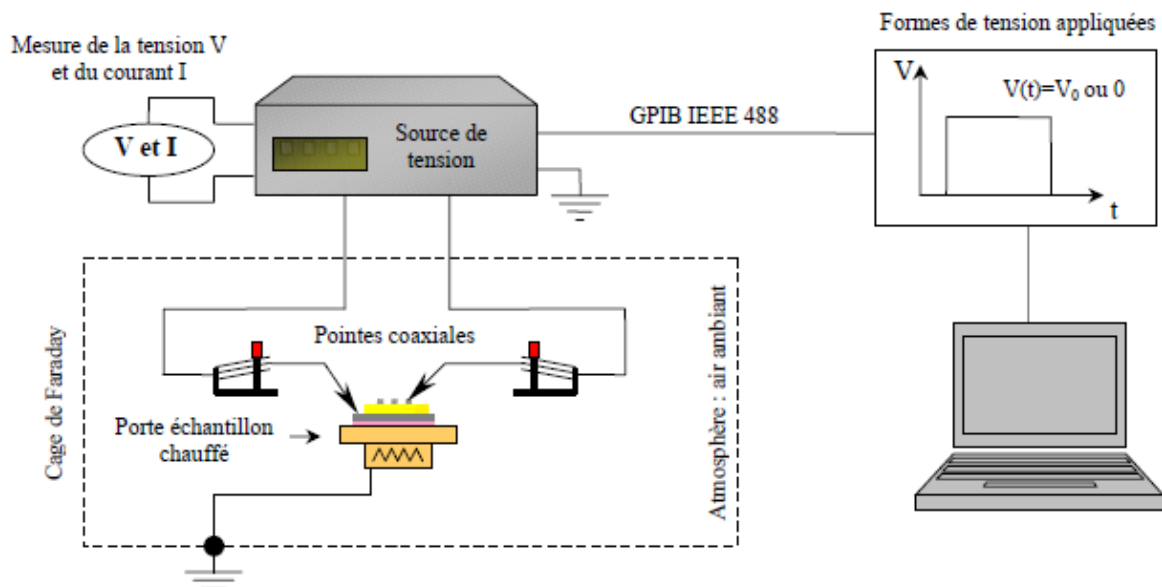 Formes de tension appliquées
Mesure de la tension V
et du courant I
V et I
Source de
tension
GPIB IEEE 488
V
V(t)=V₀ ou 0
t
Cage de Faraday
Pointes coaxiales
Porte échantillon
chauffé
Atmosphère : air ambiant